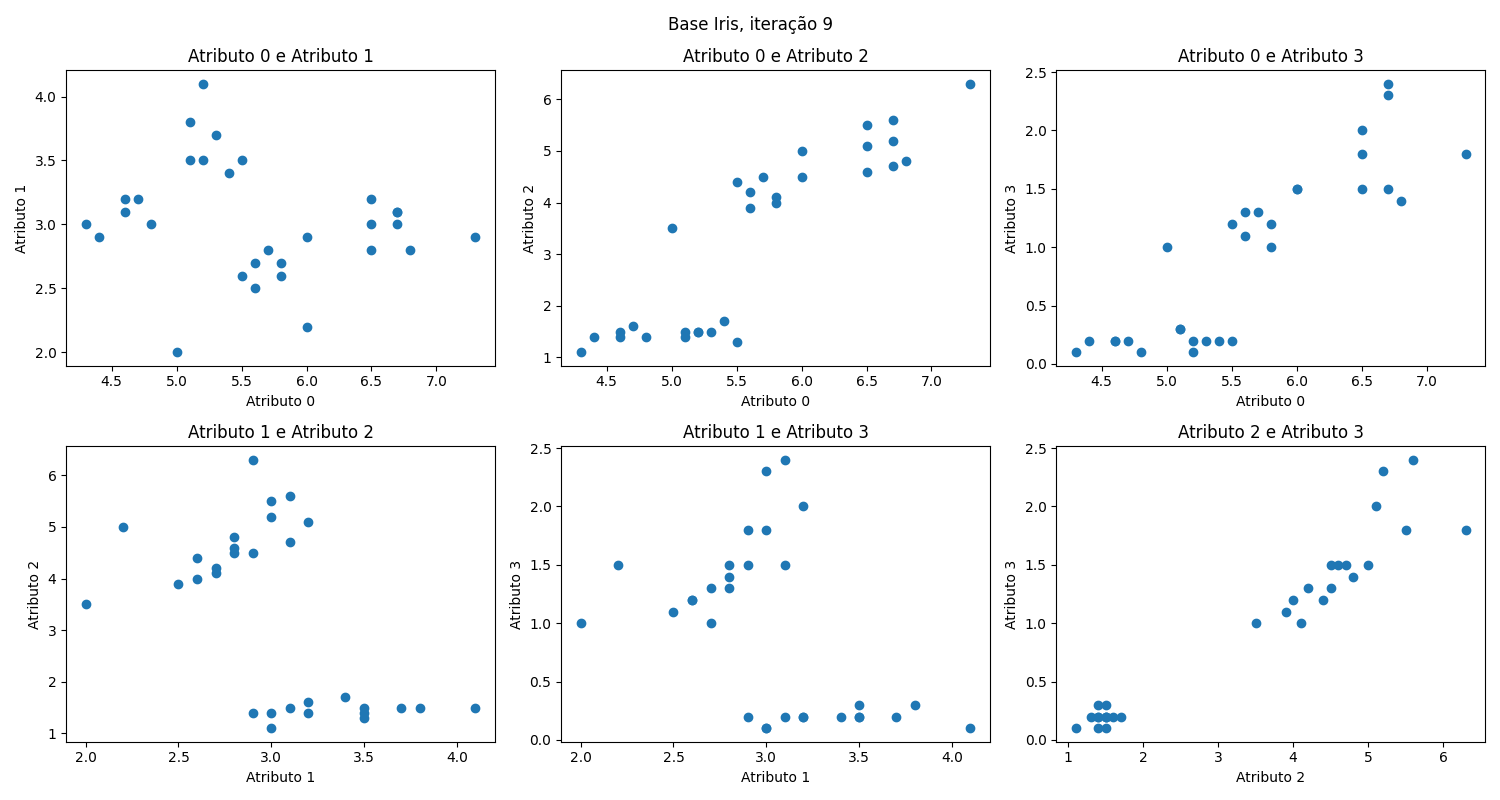 Base Iris, iteração 9
Atributo 0 e Atributo 1
Atributo 1
4.0
3.5
3.0
2.5
2.0
4.5 5.0 5.5 6.0 6.5 7.0
Atributo 0
Atributo 0 e Atributo 2
Atributo 2
6
5
4
3
2
1
4.5 5.0 5.5 6.0 6.5 7.0
Atributo 0
Atributo 0 e Atributo 3
Atributo 3
2.5
2.0
1.5
1.0
0.5
0.0
4.5 5.0 5.5 6.0 6.5 7.0
Atributo 0
Atributo 1 e Atributo 2
Atributo 2
6
5
4
3
2
1
2.0 2.5 3.0 3.5 4.0
Atributo 1
Atributo 1 e Atributo 3
Atributo 3
2.5
2.0
1.5
1.0
0.5
0.0
2.0 2.5 3.0 3.5 4.0
Atributo 1
Atributo 2 e Atributo 3
Atributo 3
2.5
2.0
1.5
1.0
0.5
0.0
1 2 3 4 5 6
Atributo 2